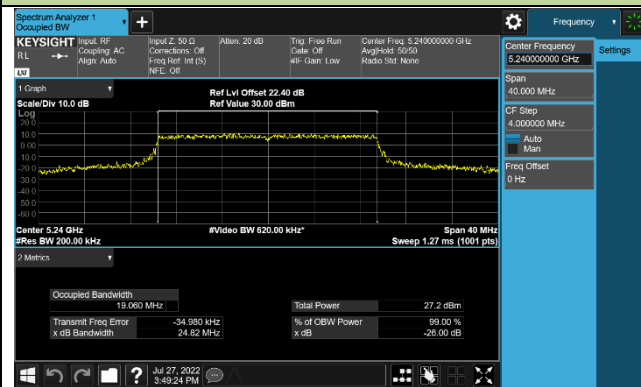 Spectrum Analyzer 1
Occupied BW
+
Frequency
KEYSIGHT
RL
LXI
Input: RF
Coupling: AC
Align: Auto
Input Z: 50 Ω
Corrections: Off
Freq Ref: Int (S)
NFE: Off
Atten: 20 dB
Trig: Free Run
Gate: Off
#IF Gain: Low
Center Freq: 5.240000000 GHz
Avg|Hold: 50/50
Radio Std: None
Center Frequency
5.240000000 GHz
Settings
Span
40.000 MHz
CF Step
4.000000 MHz
Auto
Man
Freq Offset
0 Hz
1 Graph
Scale/Div 10.0 dB
Ref Lvl Offset 22.40 dB
Ref Value 30.00 dBm
Log
20.0
10.0
0.00
-10.0
-20.0
-30.0
-40.0
-50.0
-60.0
Center 5.24 GHz
#Video BW 620.00 kHz*
Span 40 MHz
#Res BW 200.00 kHz
Sweep 1.27 ms (1001 pts)
2 Metrics
Occupied Bandwidth
19.060 MHz
Total Power 27.2 dBm
Transmit Freq Error -34.980 kHz
% of OBW Power 99.00 %
x dB Bandwidth 24.82 MHz
x dB -26.00 dB
?
Jul 27, 2022
3:49:24 PM